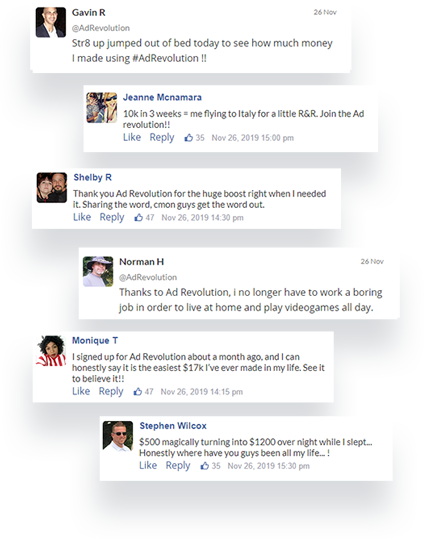 Gavin R 26 Nov
@AdRevolution
Str8 up jumped out of bed today to see how much money
I made using #AdRevolution !!
Jeanne Mcnamara
10k in 3 weeks = me flying to Italy for a little R&R. Join the Ad
revolution!!
Like Reply 35 Nov 26, 2019 15:00 pm
Shelby R
Thank you Ad Revolution for the huge boost right when I needed
it. Sharing the word, cmon guys get the word out.
Like Reply 47 Nov 26, 2019 14:30 pm
Norman H 26 Nov
@AdRevolution
Thanks to Ad Revolution, i no longer have to work a boring
job in order to live at home and play videogames all day.
Monique T
I signed up for Ad Revolution about a month ago, and I can
honestly say it is the easiest $17k I've ever made in my life. See it
to believe it!!
Like Reply 47 Nov 26, 2019 14:15 pm
Stephen Wilcox
$500 magically turning into $1200 over night while I slept...
Honestly where have you guys been all my life... !
Like Reply 35 Nov 26, 2019 15:30 pm